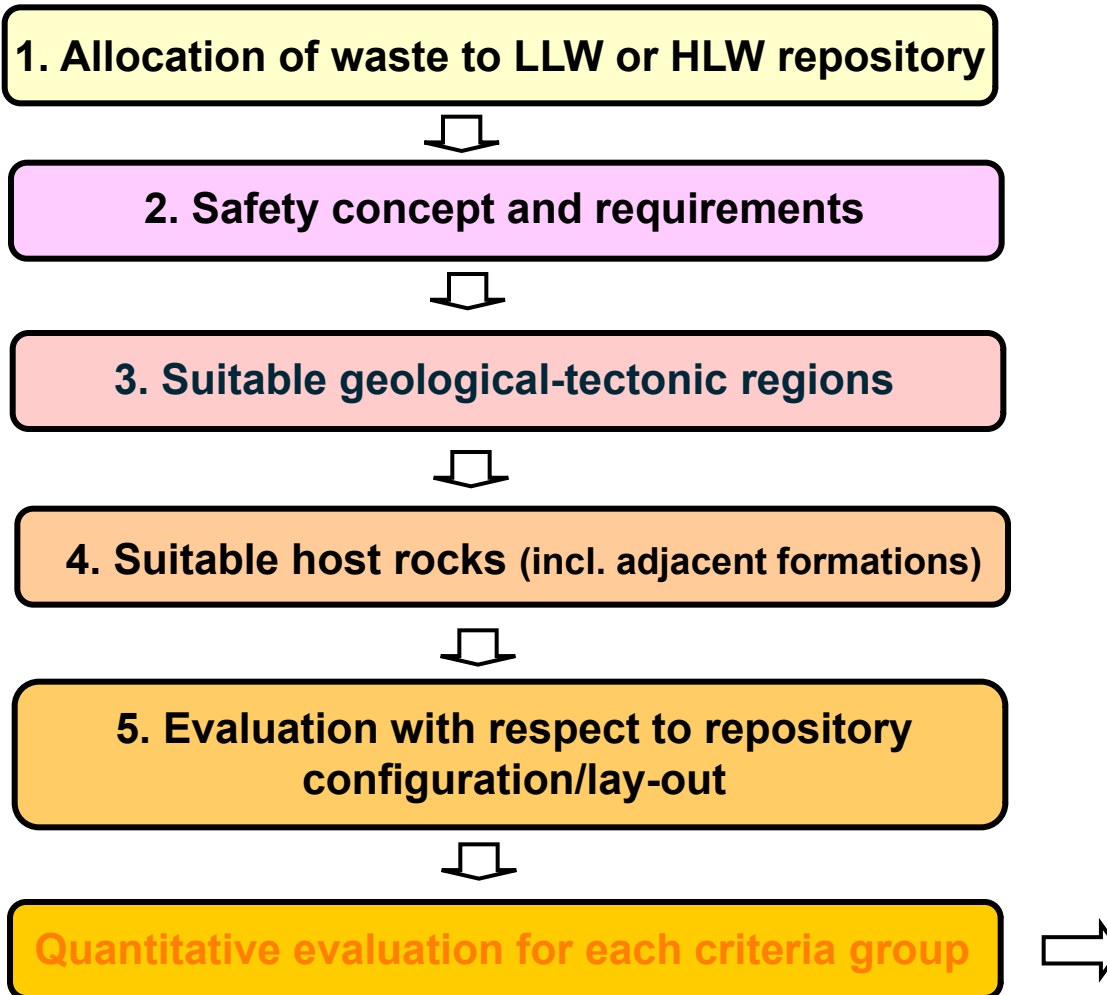 1. Allocation of waste to LLW or HLW repository
2. Safety concept and requirements
3. Suitable geological-tectonic regions
4. Suitable host rocks (incl. adjacent formations)
5. Evaluation with respect to repository
configuration/lay-out
Quantitative evaluation for each criteria group